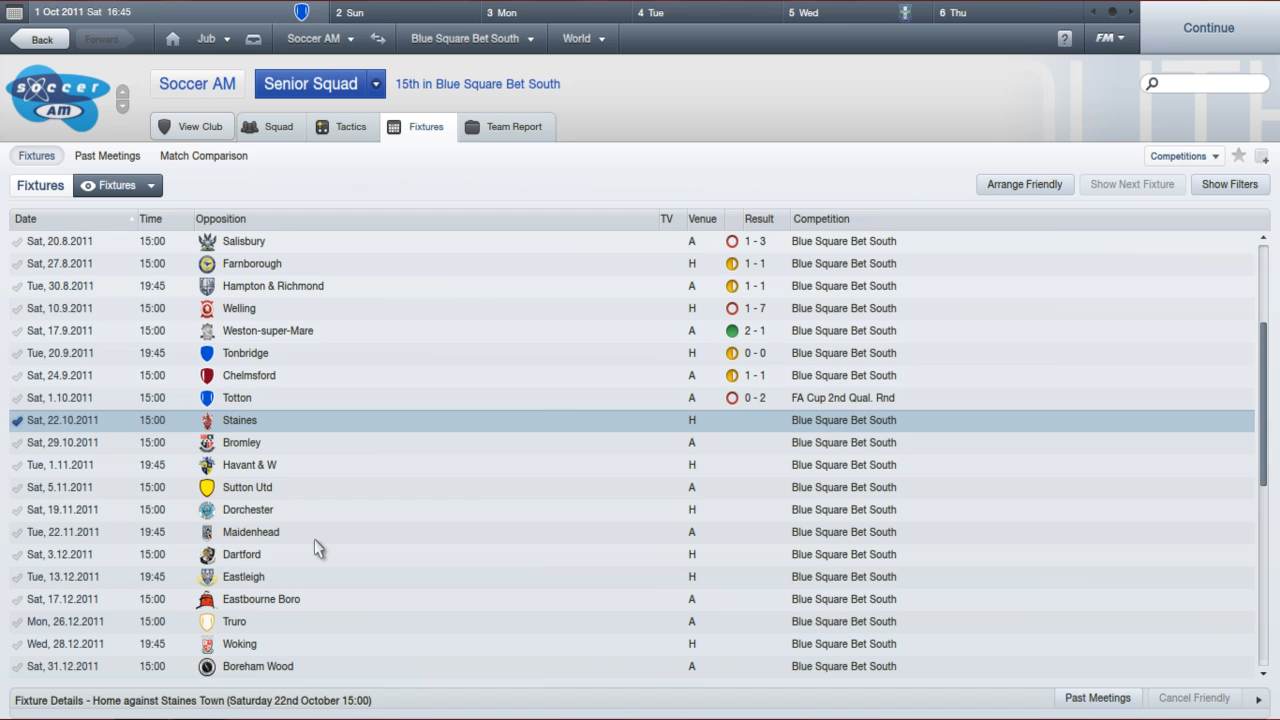 1 Oct 2011 Sat 16:45 2 Sun 3 Mon 4 Tue 5 Wed 6 Thu
Back Forward Jub Soccer AM Blue Square Bet South World ? FM Continue
soccer AM
Soccer AM Senior Squad 15th in Blue Square Bet South
View Club Squad Tactics Fixtures Team Report
Fixtures Past Meetings Match Comparison Competitions
Fixtures Fixtures Arrange Friendly Show Next Fixture Show Filters
Date Time Opposition TV Venue Result Competition
Sat, 20.8.2011 15:00 Salisbury A 1 - 3 Blue Square Bet South
Sat, 27.8.2011 15:00 Farnborough H 1 - 1 Blue Square Bet South
Tue, 30.8.2011 19:45 Hampton & Richmond A 1 - 1 Blue Square Bet South
Sat, 10.9.2011 15:00 Welling H 1 - 7 Blue Square Bet South
Sat, 17.9.2011 15:00 Weston-super-Mare A 2 - 1 Blue Square Bet South
Tue, 20.9.2011 19:45 Tonbridge H 0 - 0 Blue Square Bet South
Sat, 24.9.2011 15:00 Chelmsford A 1 - 1 Blue Square Bet South
Sat, 1.10.2011 15:00 Totton A 0 - 2 FA Cup 2nd Qual. Rnd
Sat, 22.10.2011 15:00 Staines H Blue Square Bet South
Sat, 29.10.2011 15:00 Bromley A Blue Square Bet South
Tue, 1.11.2011 19:45 Havant & W H Blue Square Bet South
Sat, 5.11.2011 15:00 Sutton Utd A Blue Square Bet South
Sat, 19.11.2011 15:00 Dorchester H Blue Square Bet South
Tue, 22.11.2011 19:45 Maidenhead A Blue Square Bet South
Sat, 3.12.2011 15:00 Dartford H Blue Square Bet South
Tue, 13.12.2011 19:45 Eastleigh H Blue Square Bet South
Sat, 17.12.2011 15:00 Eastbourne Boro A Blue Square Bet South
Mon, 26.12.2011 15:00 Truro A Blue Square Bet South
Wed, 28.12.2011 19:45 Woking H Blue Square Bet South
Sat, 31.12.2011 15:00 Boreham Wood A Blue Square Bet South
Fixture Details - Home against Staines Town (Saturday 22nd October 15:00) Past Meetings Cancel Friendly